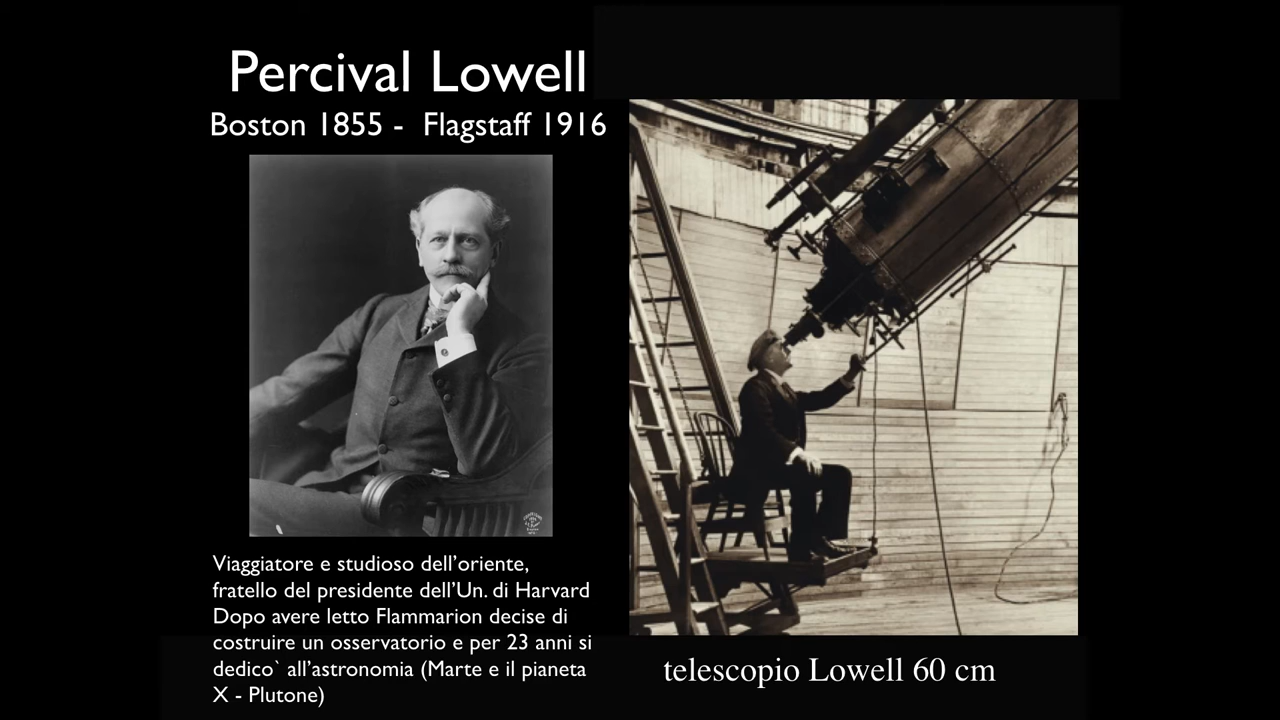 Percival Lowell
Boston 1855 - Flagstaff 1916
Viaggiatore e studioso dell’oriente,
fratello del presidente dell’Un. di Harvard
Dopo avere letto Flammarion decise di
costruire un osservatorio e per 23 anni si
dedico` all’astronomia (Marte e il pianeta
X - Plutone)
telescopio Lowell 60 cm